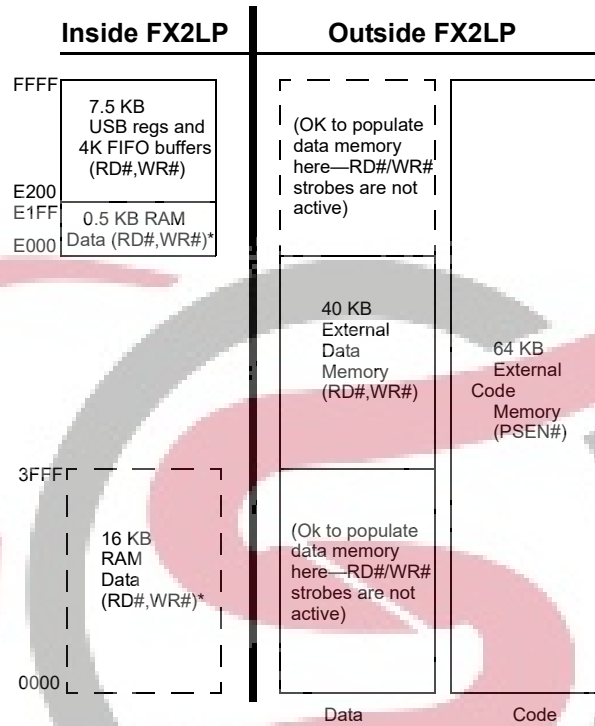 Inside FX2LP
Outside FX2LP
FFFF
7.5 KB
USB regs and
4K FIFO buffers
(RD#,WR#)
E200
E1FF
0.5 KB RAM
Data (RD#,WR#)*
E000
(OK to populate
data memory
here—RD#/WR#
strobes are not
active)
40 KB
External
Data
Memory
(RD#,WR#)
64 KB
External
Code
Memory
(PSEN#)
3FFF
16 KB
RAM
Data
(RD#,WR#)*
(Ok to populate
data memory
here—RD#/WR#
strobes are not
active)
0000
Data
Code